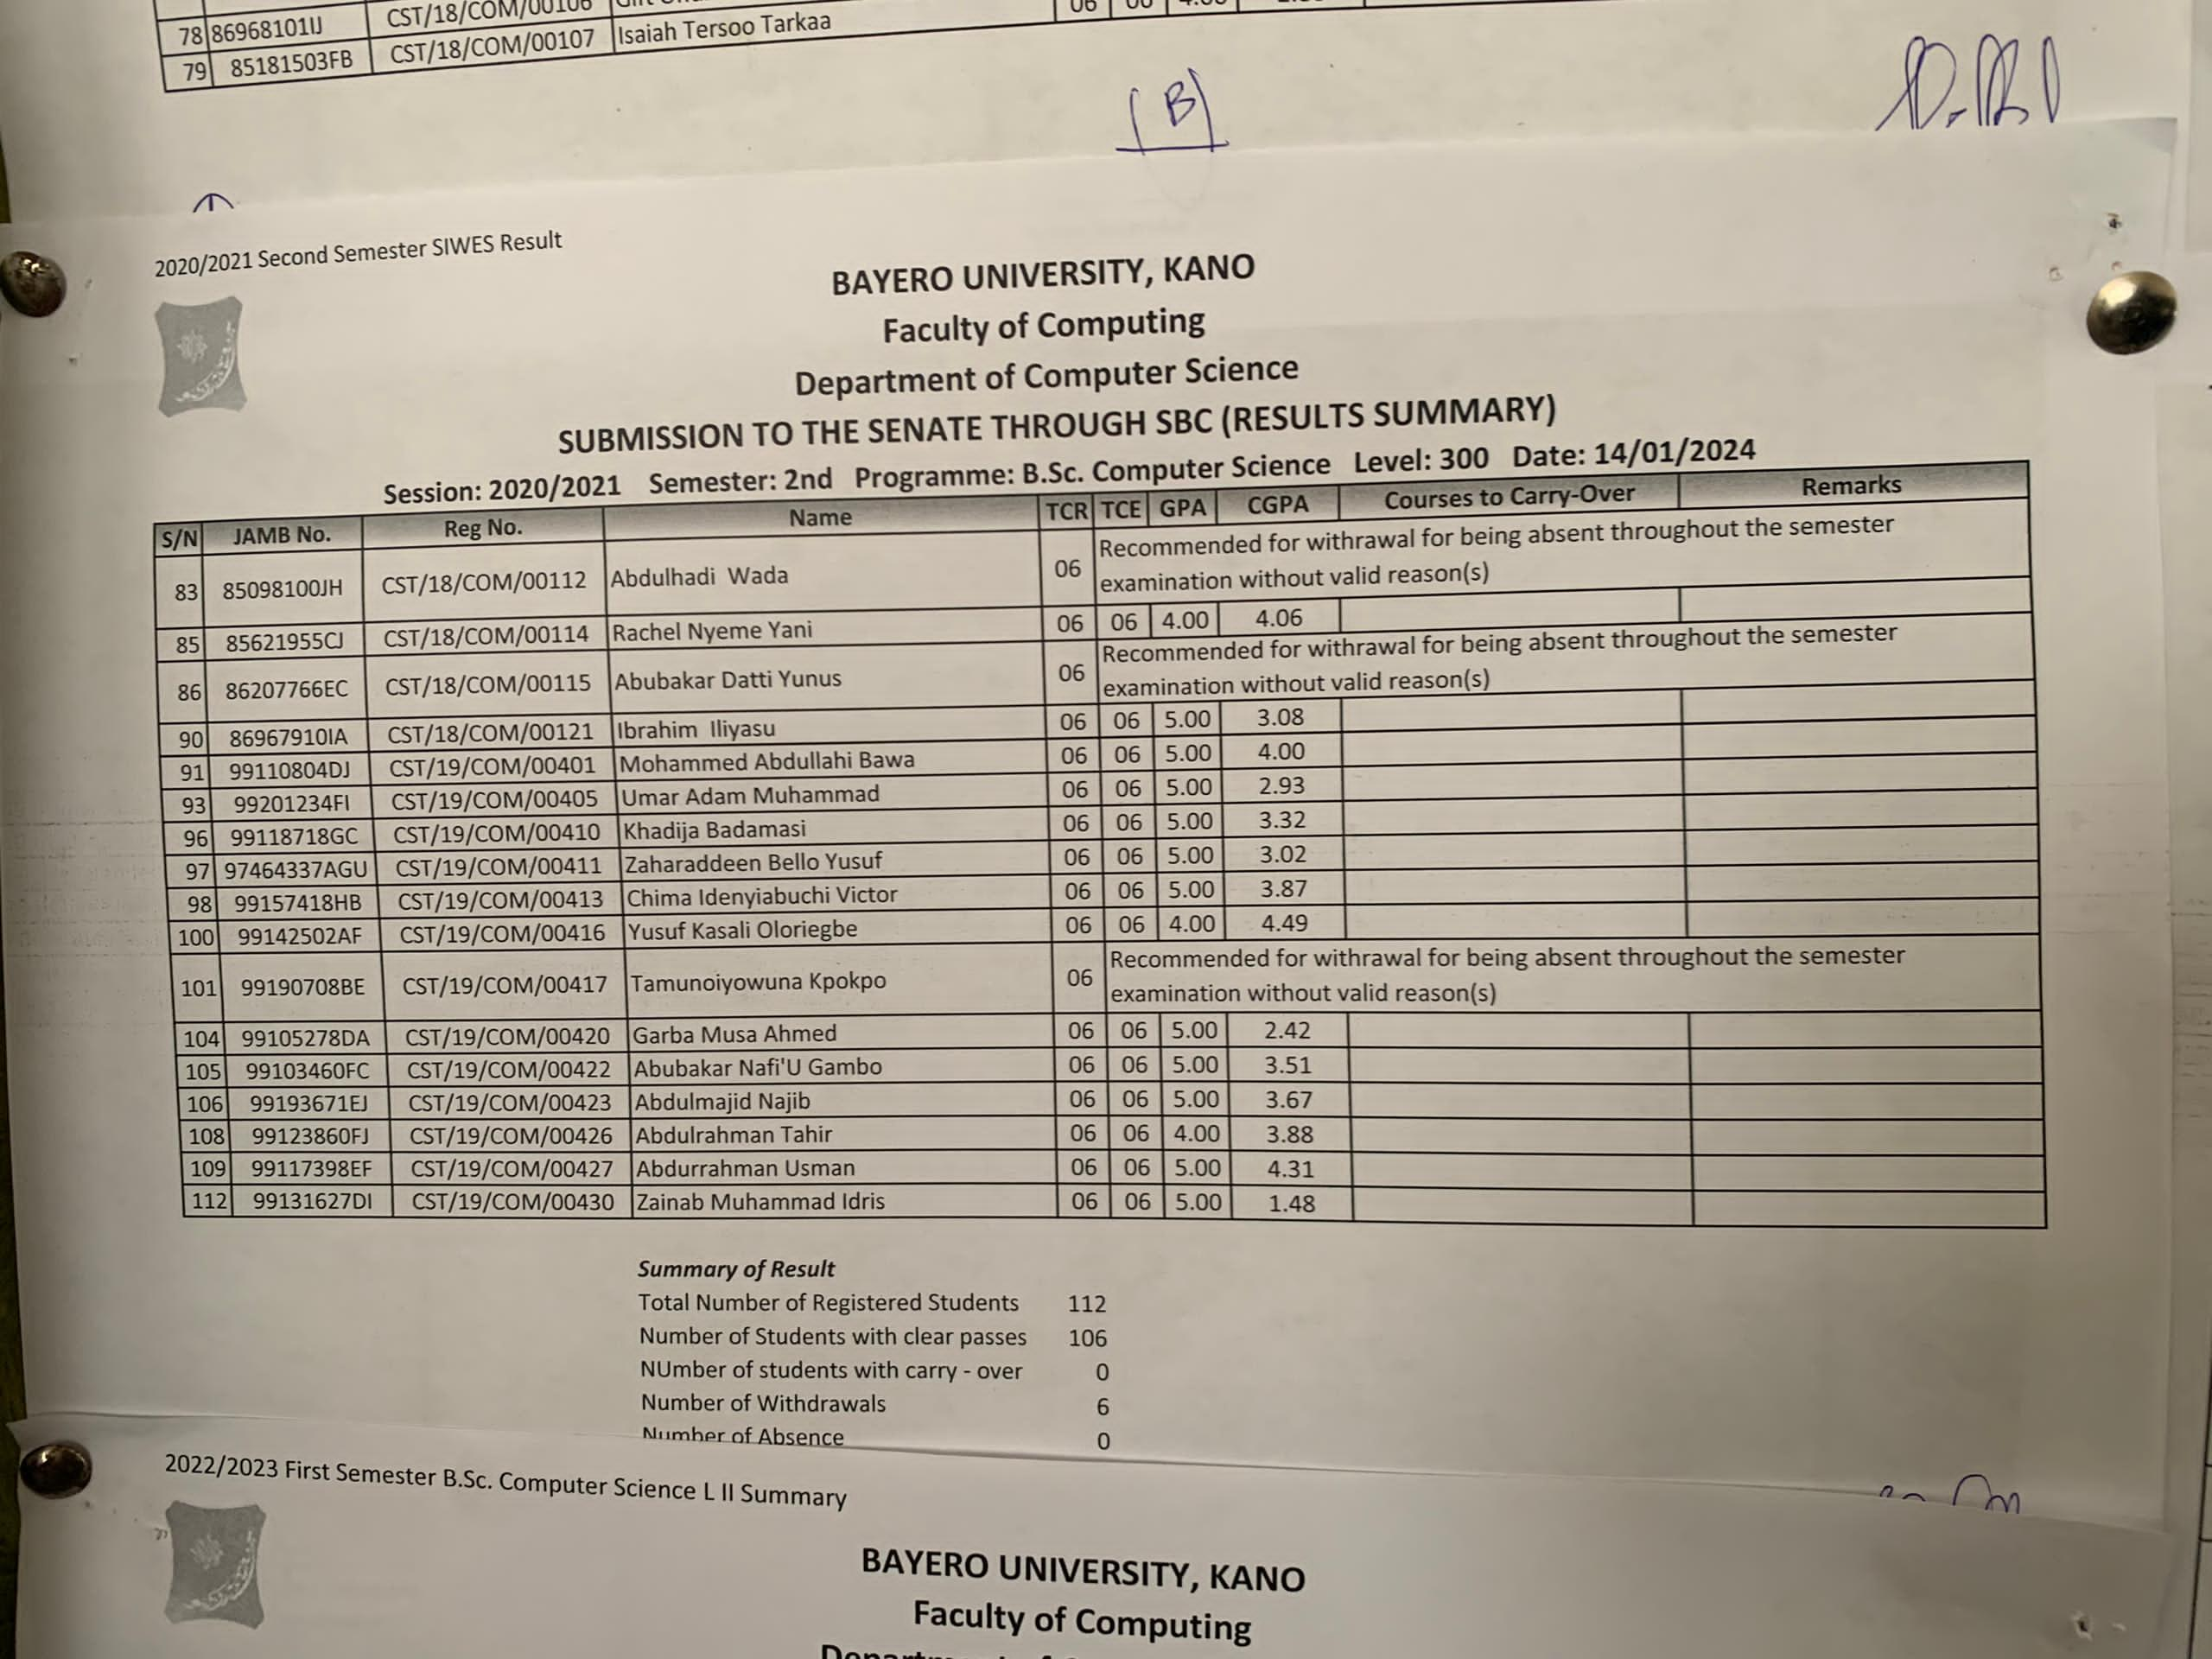 78 86968101IJ CST/18/COM/00106
79 85181503FB CST/18/COM/00107 Isaiah Tersoo Tarkaa 06
(B)
2020/2021 Second Semester SIWES Result
BAYERO UNIVERSITY, KANO
Faculty of Computing
Department of Computer Science
SUBMISSION TO THE SENATE THROUGH SBC (RESULTS SUMMARY)
Session: 2020/2021 Semester: 2nd Programme: B.Sc. Computer Science Level: 300 Date: 14/01/2024
S/N JAMB No. Reg No. Name TCR TCE GPA CGPA Courses to Carry-Over Remarks
83 85098100JH CST/18/COM/00112 Abdulhadi Wada 06 Recommended for withrawal for being absent throughout the semester
examination without valid reason(s)
85 85621955CJ CST/18/COM/00114 Rachel Nyeme Yani 06 06 4.00 4.06
86 86207766EC CST/18/COM/00115 Abubakar Datti Yunus 06 Recommended for withrawal for being absent throughout the semester
examination without valid reason(s)
90 86967910IA CST/18/COM/00121 Ibrahim Iliyasu 06 06 5.00 3.08
91 99110804DJ CST/19/COM/00401 Mohammed Abdullahi Bawa 06 06 5.00 4.00
93 99201234FI CST/19/COM/00405 Umar Adam Muhammad 06 06 5.00 2.93
96 99118718GC CST/19/COM/00410 Khadija Badamasi 06 06 5.00 3.32
97 97464337AGU CST/19/COM/00411 Zaharaddeen Bello Yusuf 06 06 5.00 3.02
98 99157418HB CST/19/COM/00413 Chima Idenyiabuchi Victor 06 06 5.00 3.87
100 99142502AF CST/19/COM/00416 Yusuf Kasali Oloriegbe 06 06 4.00 4.49
101 99190708BE CST/19/COM/00417 Tamunoiyowuna Kpokpo 06 Recommended for withrawal for being absent throughout the semester
examination without valid reason(s)
104 99105278DA CST/19/COM/00420 Garba Musa Ahmed 06 06 5.00 2.42
105 99103460FC CST/19/COM/00422 Abubakar Nafi'U Gambo 06 06 5.00 3.51
106 99193671EJ CST/19/COM/00423 Abdulmajid Najib 06 06 5.00 3.67
108 99123860FJ CST/19/COM/00426 Abdulrahman Tahir 06 06 4.00 3.88
109 99117398EF CST/19/COM/00427 Abdurrahman Usman 06 06 5.00 4.31
112 99131627DI CST/19/COM/00430 Zainab Muhammad Idris 06 06 5.00 1.48
Summary of Result
Total Number of Registered Students 112
Number of Students with clear passes 106
NUmber of students with carry - over 0
Number of Withdrawals 6
Number of Absence 0
2022/2023 First Semester B.Sc. Computer Science L II Summary
BAYERO UNIVERSITY, KANO
Faculty of Computing